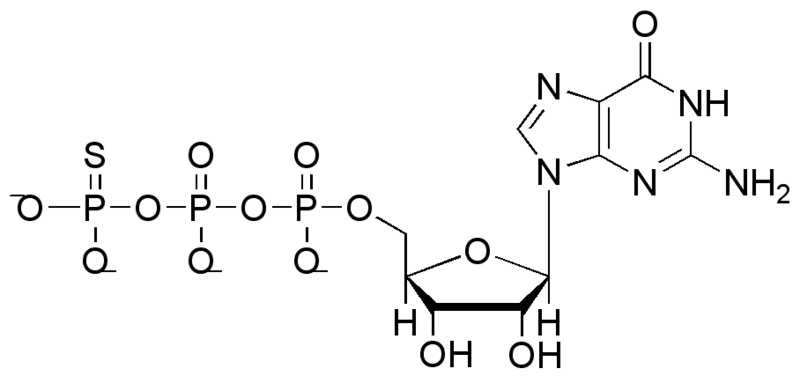 O
N
NH
S O O
N N NH₂
⁻O P O P O P O
O
O⁻ O⁻ O⁻
H H
OH OH